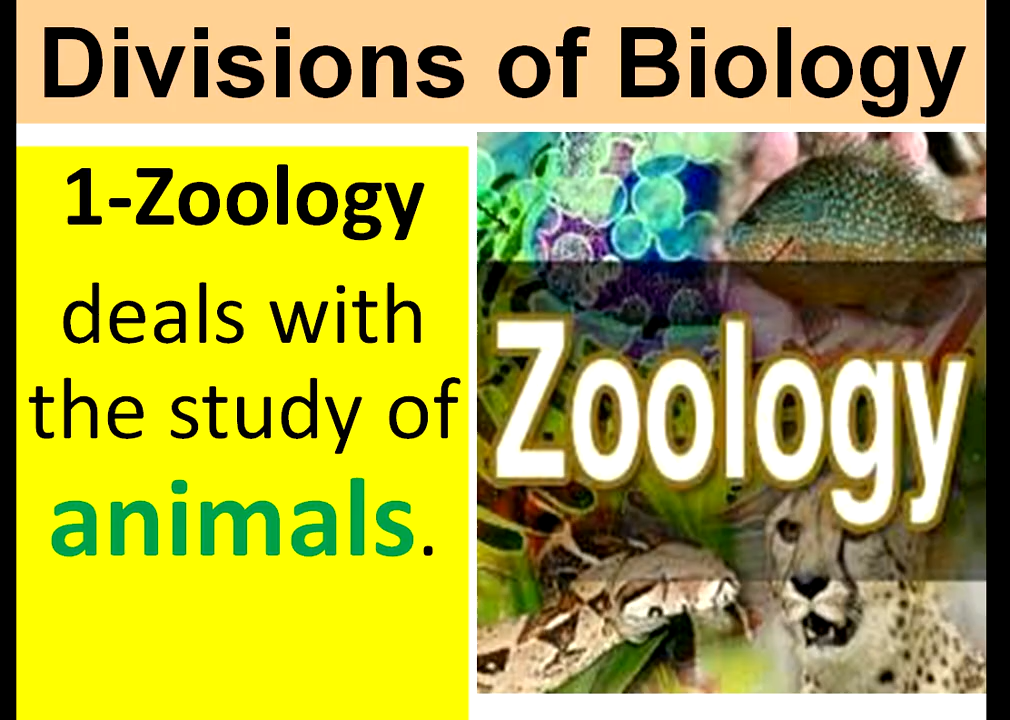 Divisions of Biology
1-Zoology
deals with
the study of
animals.
Zoology